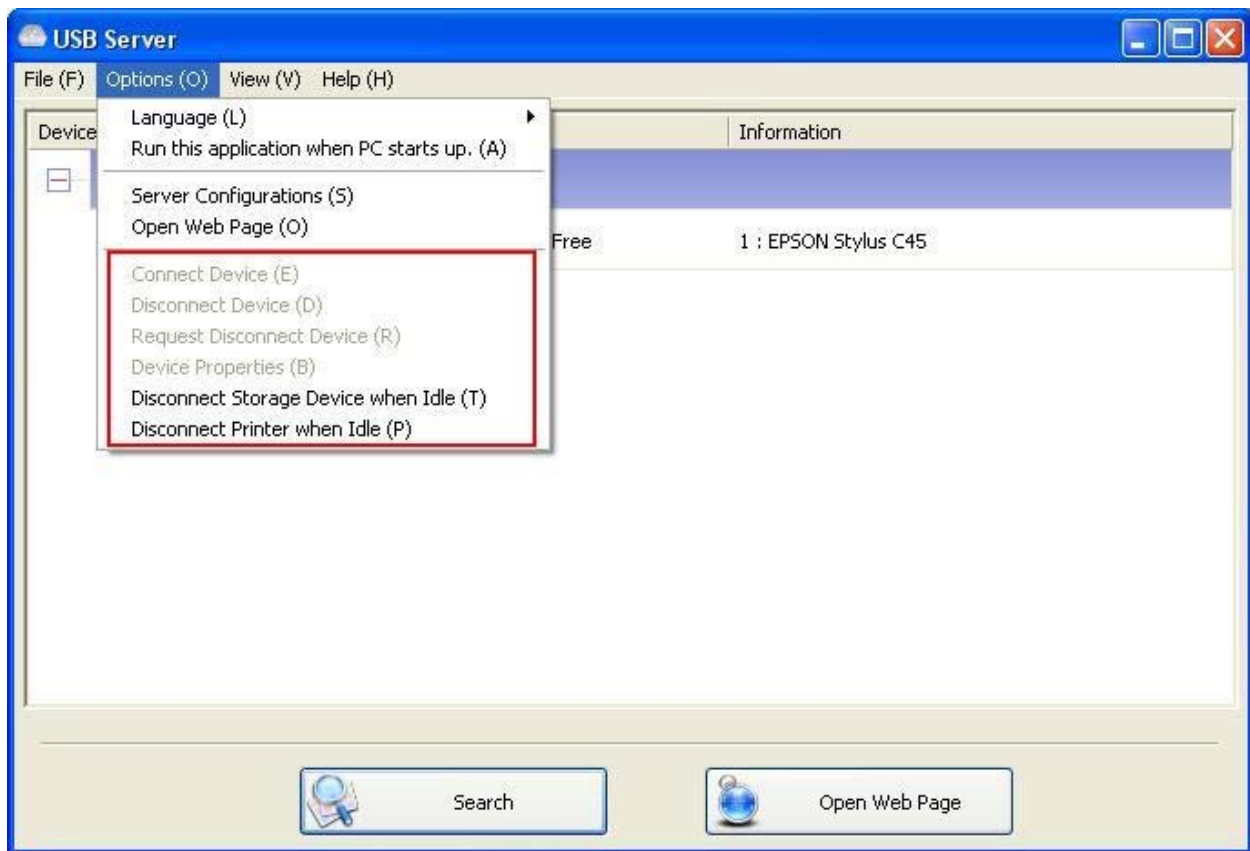 USB Server
File (F) Options (O) View (V) Help (H)
Device Information
Language (L)
Run this application when PC starts up. (A)
Server Configurations (S)
Open Web Page (O)
Free 1 : EPSON Stylus C45
Connect Device (E)
Disconnect Device (D)
Request Disconnect Device (R)
Device Properties (B)
Disconnect Storage Device when Idle (T)
Disconnect Printer when Idle (P)
Search Open Web Page